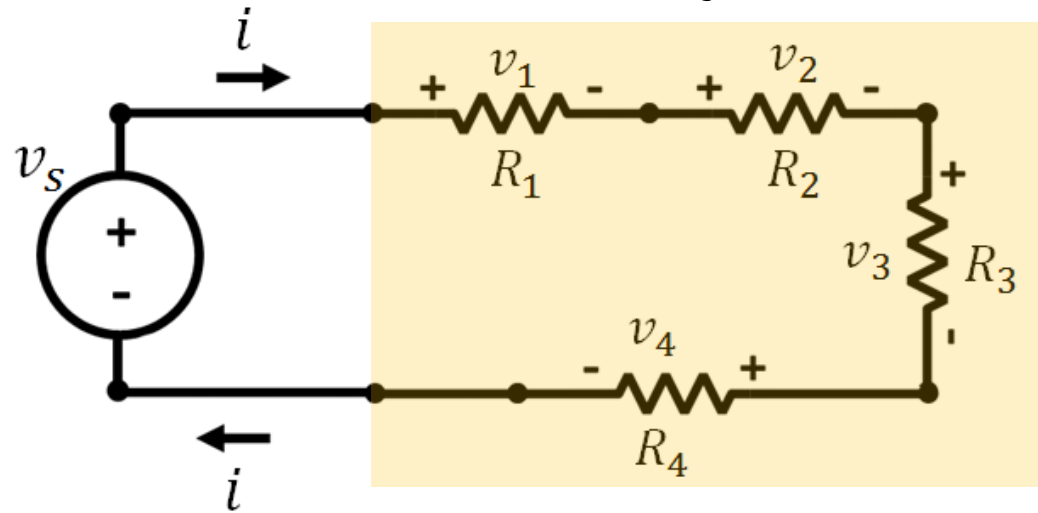 i
v₁
v₂
+ - + -
vₛ
R₁
R₂
+
+
v₃
R₃
-
v₄
-
- +
R₄
i